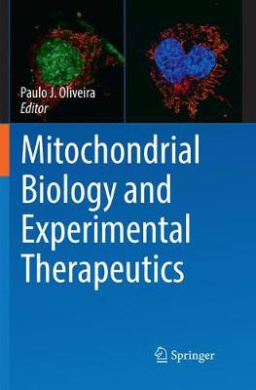 Paulo J. Oliveira
Editor
Mitochondrial
Biology and
Experimental
Therapeutics
Springer